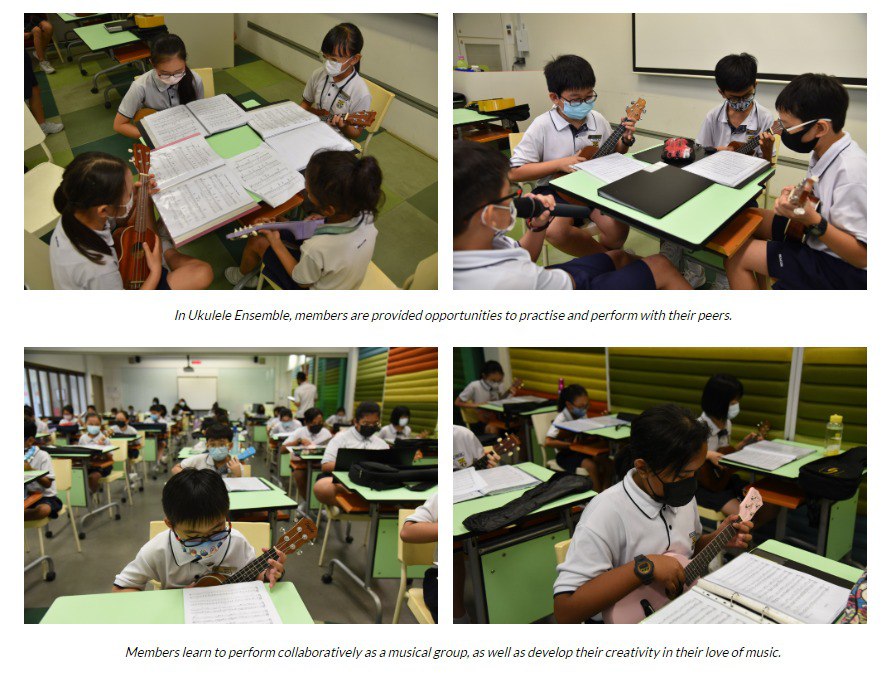 In Ukulele Ensemble, members are provided opportunities to practise and perform with their peers.
Members learn to perform collaboratively as a musical group, as well as develop their creativity in their love of music.